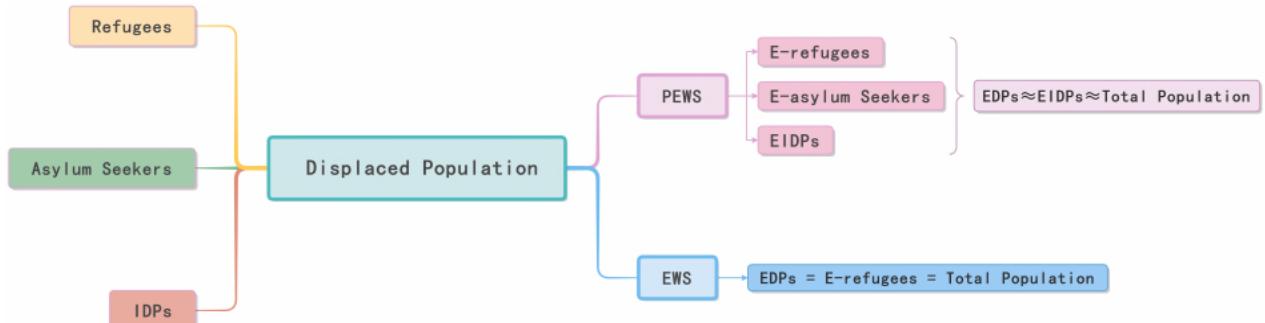 Refugees
Asylum Seekers
IDPs
Displaced Population
PEWS
E-refugees
E-asylum Seekers
EIDPs
EDPs≈EIDPs≈Total Population
EWS
EDPs = E-refugees = Total Population